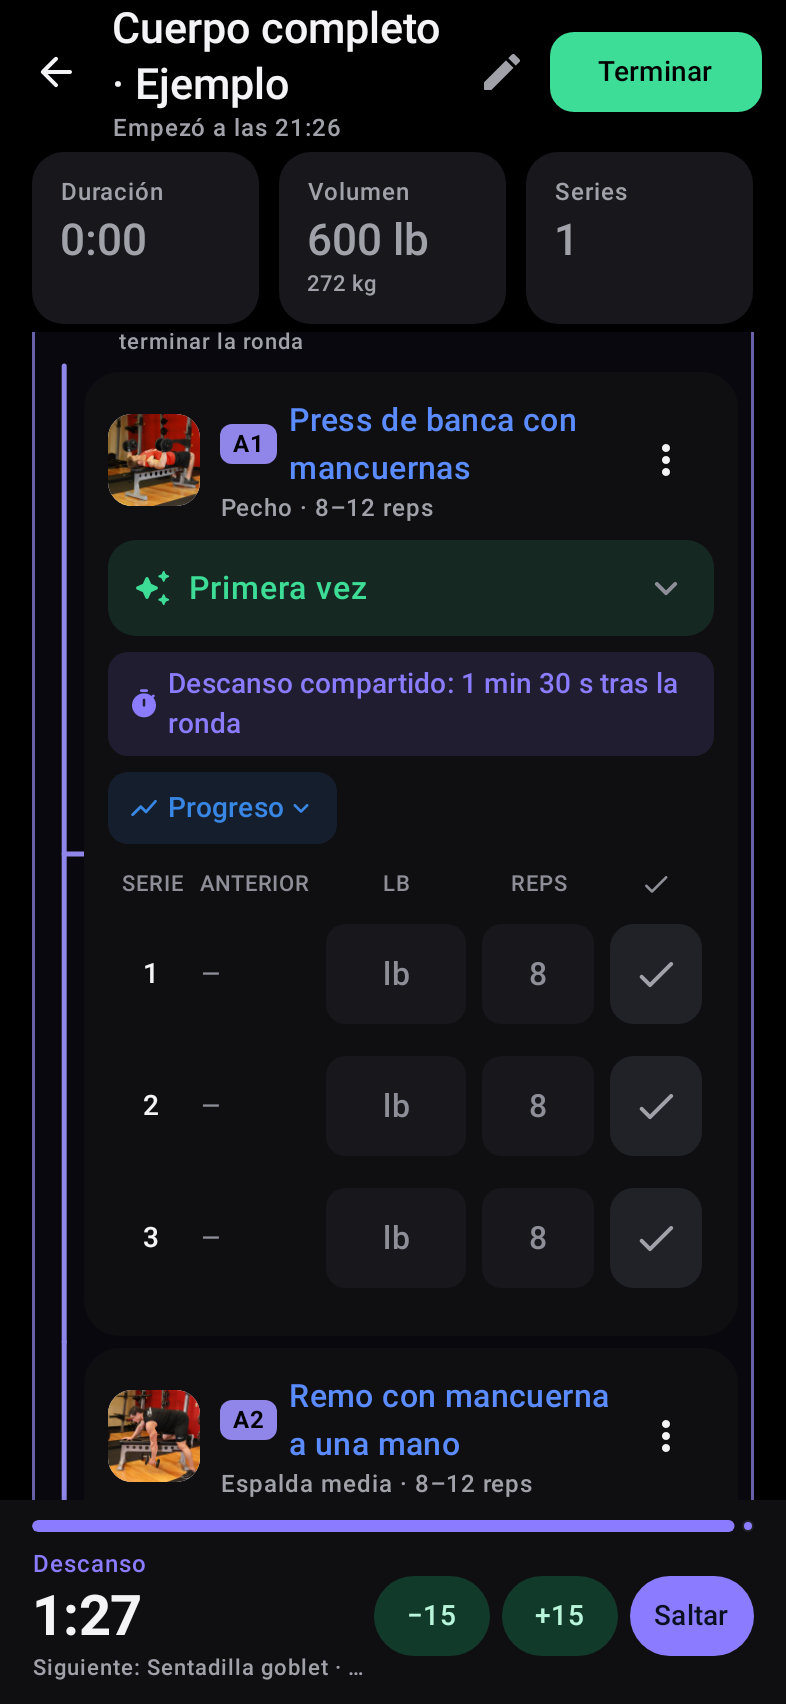 Cuerpo completo
· Ejemplo
Empezó a las 21:26
Terminar
Duración
0:00
Volumen
600 lb
272 kg
Series
1
terminar la ronda
A1
Press de banca con
mancuernas
Pecho · 8–12 reps
Primera vez
Descanso compartido: 1 min 30 s tras la
ronda
Progreso
SERIE ANTERIOR LB REPS
1 – lb 8
2 – lb 8
3 – lb 8
A2
Remo con mancuerna
a una mano
Espalda media · 8–12 reps
Descanso
1:27
Siguiente: Sentadilla goblet · …
−15
+15
Saltar